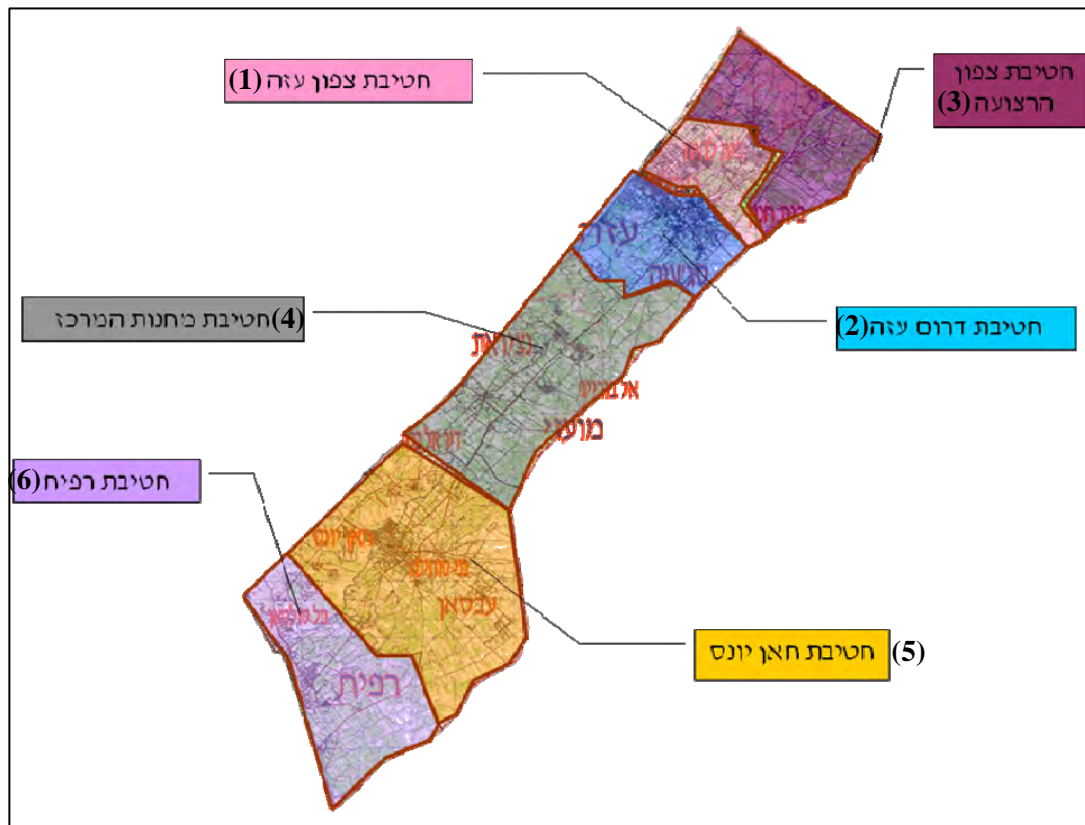 חטיבת צפון עזה (1)
חטיבת צפון
הרצועה (3)
עזה
חטיבת דרום עזה (2)
חטיבת מחנות המרכז (4)
נציראת
חטיבת רפיח (6)
חאן יונס
עבסאן
חטיבת חאן יונס (5)
רפיח